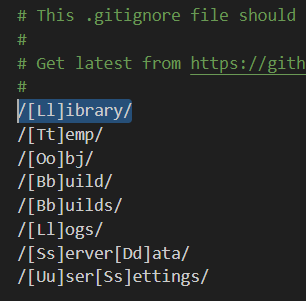 # This .gitignore file should
#
# Get latest from https://gith
#
/[Ll]ibrary/
/[Tt]emp/
/[Oo]bj/
/[Bb]uild/
/[Bb]uilds/
/[Ll]ogs/
/[Ss]erver[Dd]ata/
/[Uu]ser[Ss]ettings/